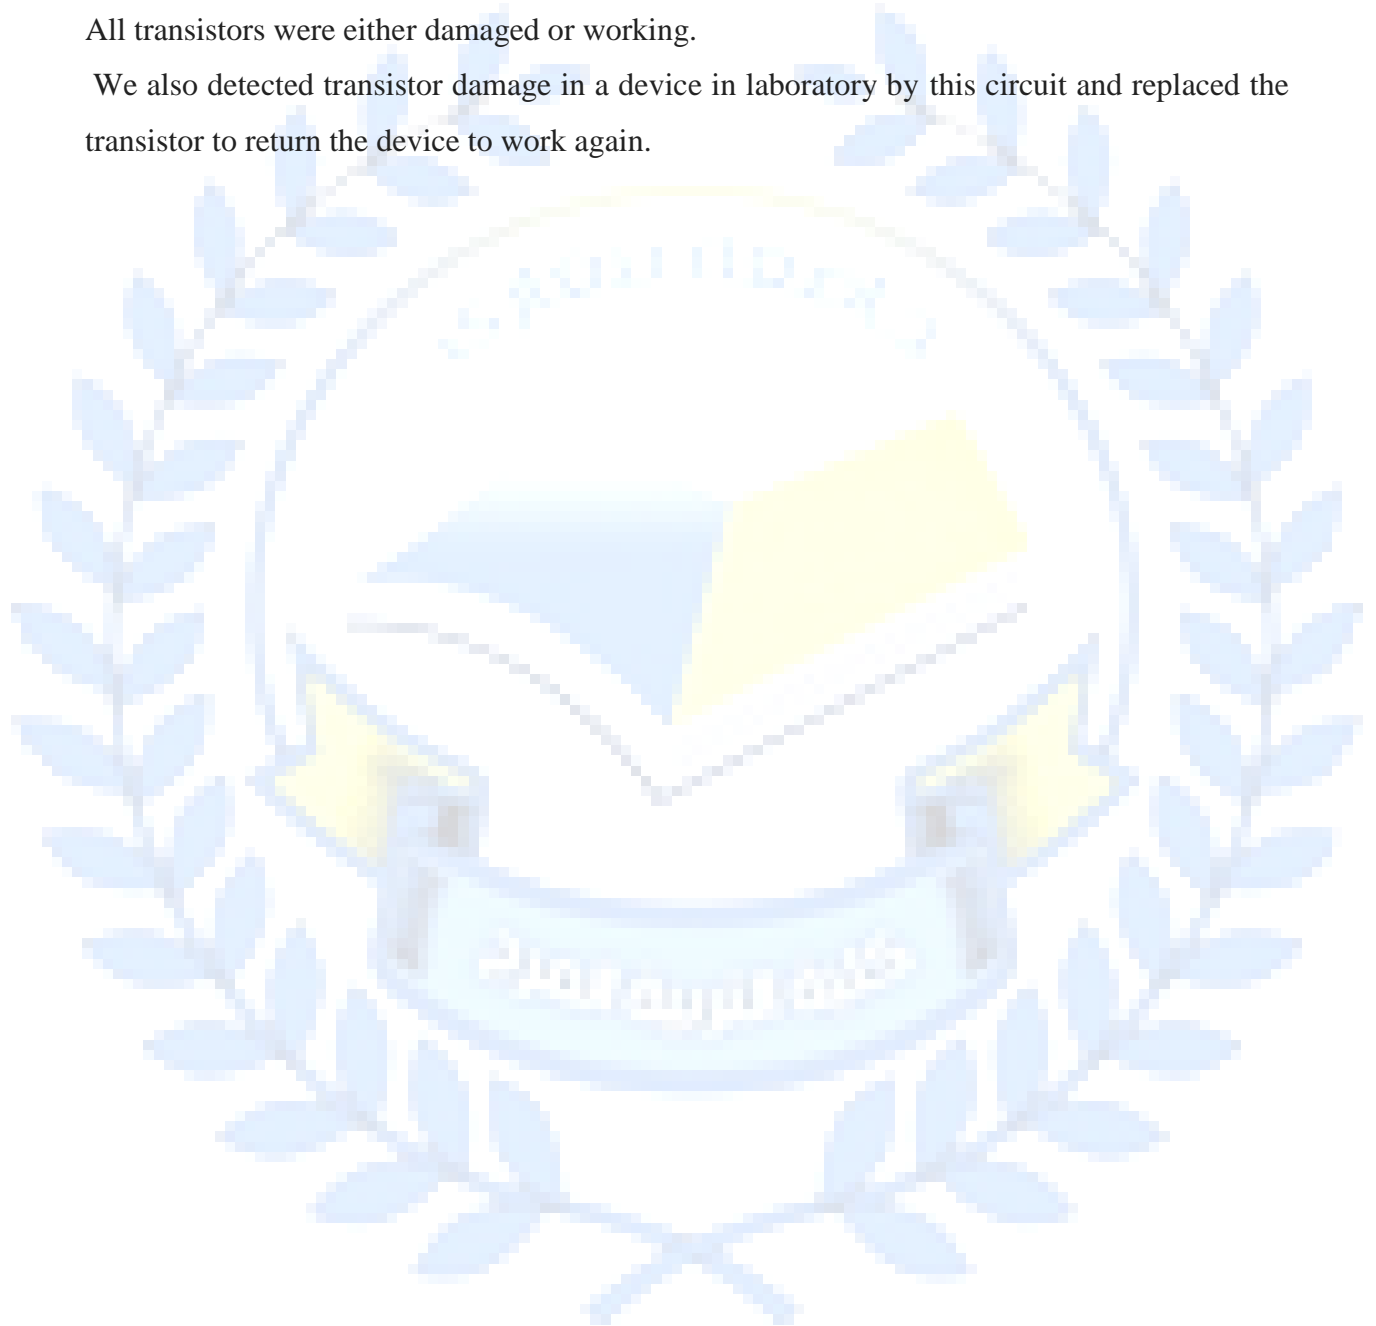 All transistors were either damaged or working.
We also detected transistor damage in a device in laboratory by this circuit and replaced the
transistor to return the device to work again.